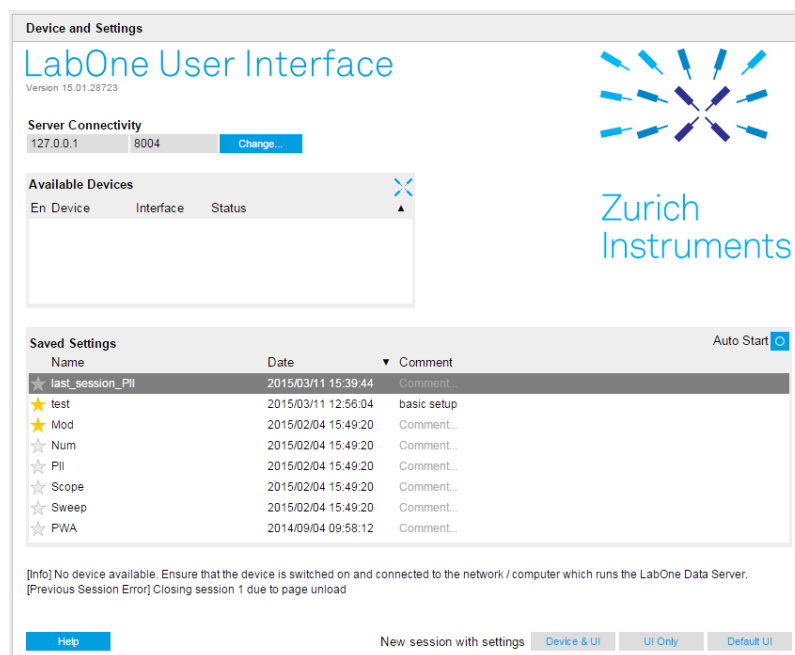 Device and Settings
LabOne User Interface
Version 15.01.28723
Server Connectivity
127.0.0.1 8004 Change...
Available Devices
En Device Interface Status
Zurich
Instruments
Saved Settings Auto Start
Name Date Comment
last_session_Pll 2015/03/11 15:39:44 Comment...
test 2015/03/11 12:56:04 basic setup
Mod 2015/02/04 15:49:20 Comment...
Num 2015/02/04 15:49:20 Comment...
Pll 2015/02/04 15:49:20 Comment...
Scope 2015/02/04 15:49:20 Comment...
Sweep 2015/02/04 15:49:20 Comment...
PWA 2014/09/04 09:58:12 Comment...
[Info] No device available. Ensure that the device is switched on and connected to the network / computer which runs the LabOne Data Server.
[Previous Session Error] Closing session 1 due to page unload
Help New session with settings Device & UI UI Only Default UI